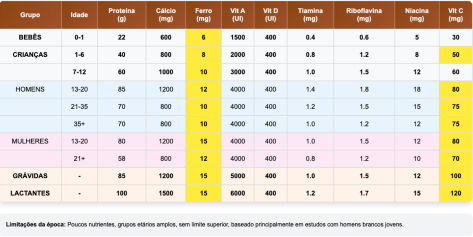 Grupo Idade Proteína (g) Cálcio (mg) Ferro (mg) Vit A (UI) Vit D (UI) Tiamina (mg) Riboflavina (mg) Niacina (mg) Vit C (mg)
BEBÊS 0-1 22 600 6 1500 400 0.4 0.6 5 30
CRIANÇAS 1-6 40 800 8 2000 400 0.8 1.2 8 50
7-12 60 1000 10 3000 400 1.0 1.5 12 60
HOMENS 13-20 85 1200 12 4000 400 1.4 1.8 18 80
21-35 70 800 10 4000 400 1.2 1.5 15 75
35+ 70 800 10 4000 400 1.0 1.2 12 75
MULHERES 13-20 80 1200 15 4000 400 1.0 1.5 12 80
21+ 58 800 12 4000 400 0.8 1.2 10 70
GRÁVIDAS - 85 1200 15 5000 400 1.0 1.5 12 100
LACTANTES - 100 1500 15 6000 400 1.2 1.7 15 120
Limitações da época: Poucos nutrientes, grupos etários amplos, sem limite superior, baseado principalmente em estudos com homens brancos jovens.